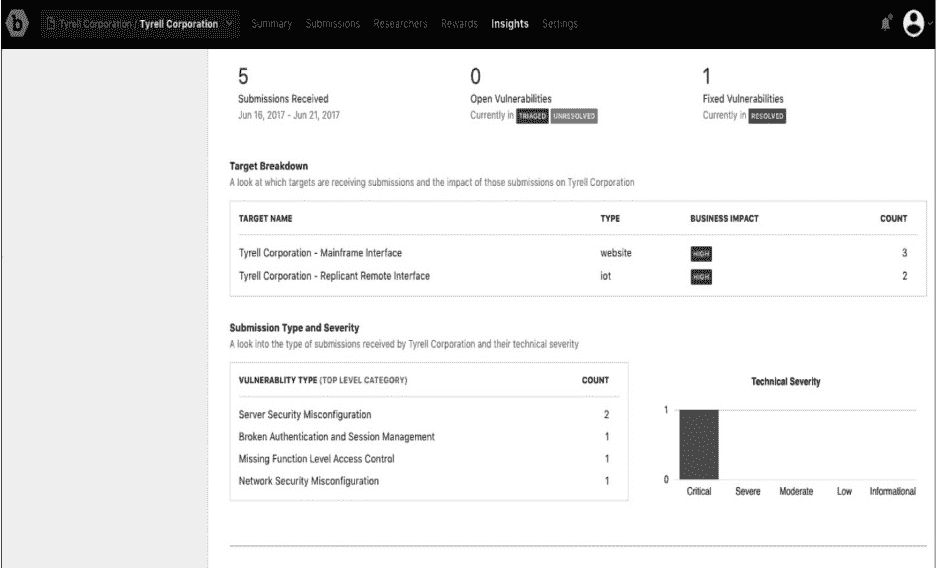 b Tyrell Corporation / Tyrell Corporation Summary Submissions Researchers Rewards Insights Settings
5 0 1
Submissions Received Open Vulnerabilities Fixed Vulnerabilities
Jun 16, 2017 - Jun 21, 2017 Currently in TRIAGED UNRESOLVED Currently in RESOLVED
Target Breakdown
A look at which targets are receiving submissions and the impact of those submissions on Tyrell Corporation
TARGET NAME TYPE BUSINESS IMPACT COUNT
Tyrell Corporation - Mainframe Interface website HIGH 3
Tyrell Corporation - Replicant Remote Interface iot HIGH 2
Submission Type and Severity
A look into the type of submissions received by Tyrell Corporation and their technical severity
VULNERABLITY TYPE (TOP LEVEL CATEGORY) COUNT
Server Security Misconfiguration 2
Broken Authentication and Session Management 1
Missing Function Level Access Control 1
Network Security Misconfiguration 1
Technical Severity
1
0
Critical Severe Moderate Low Informational